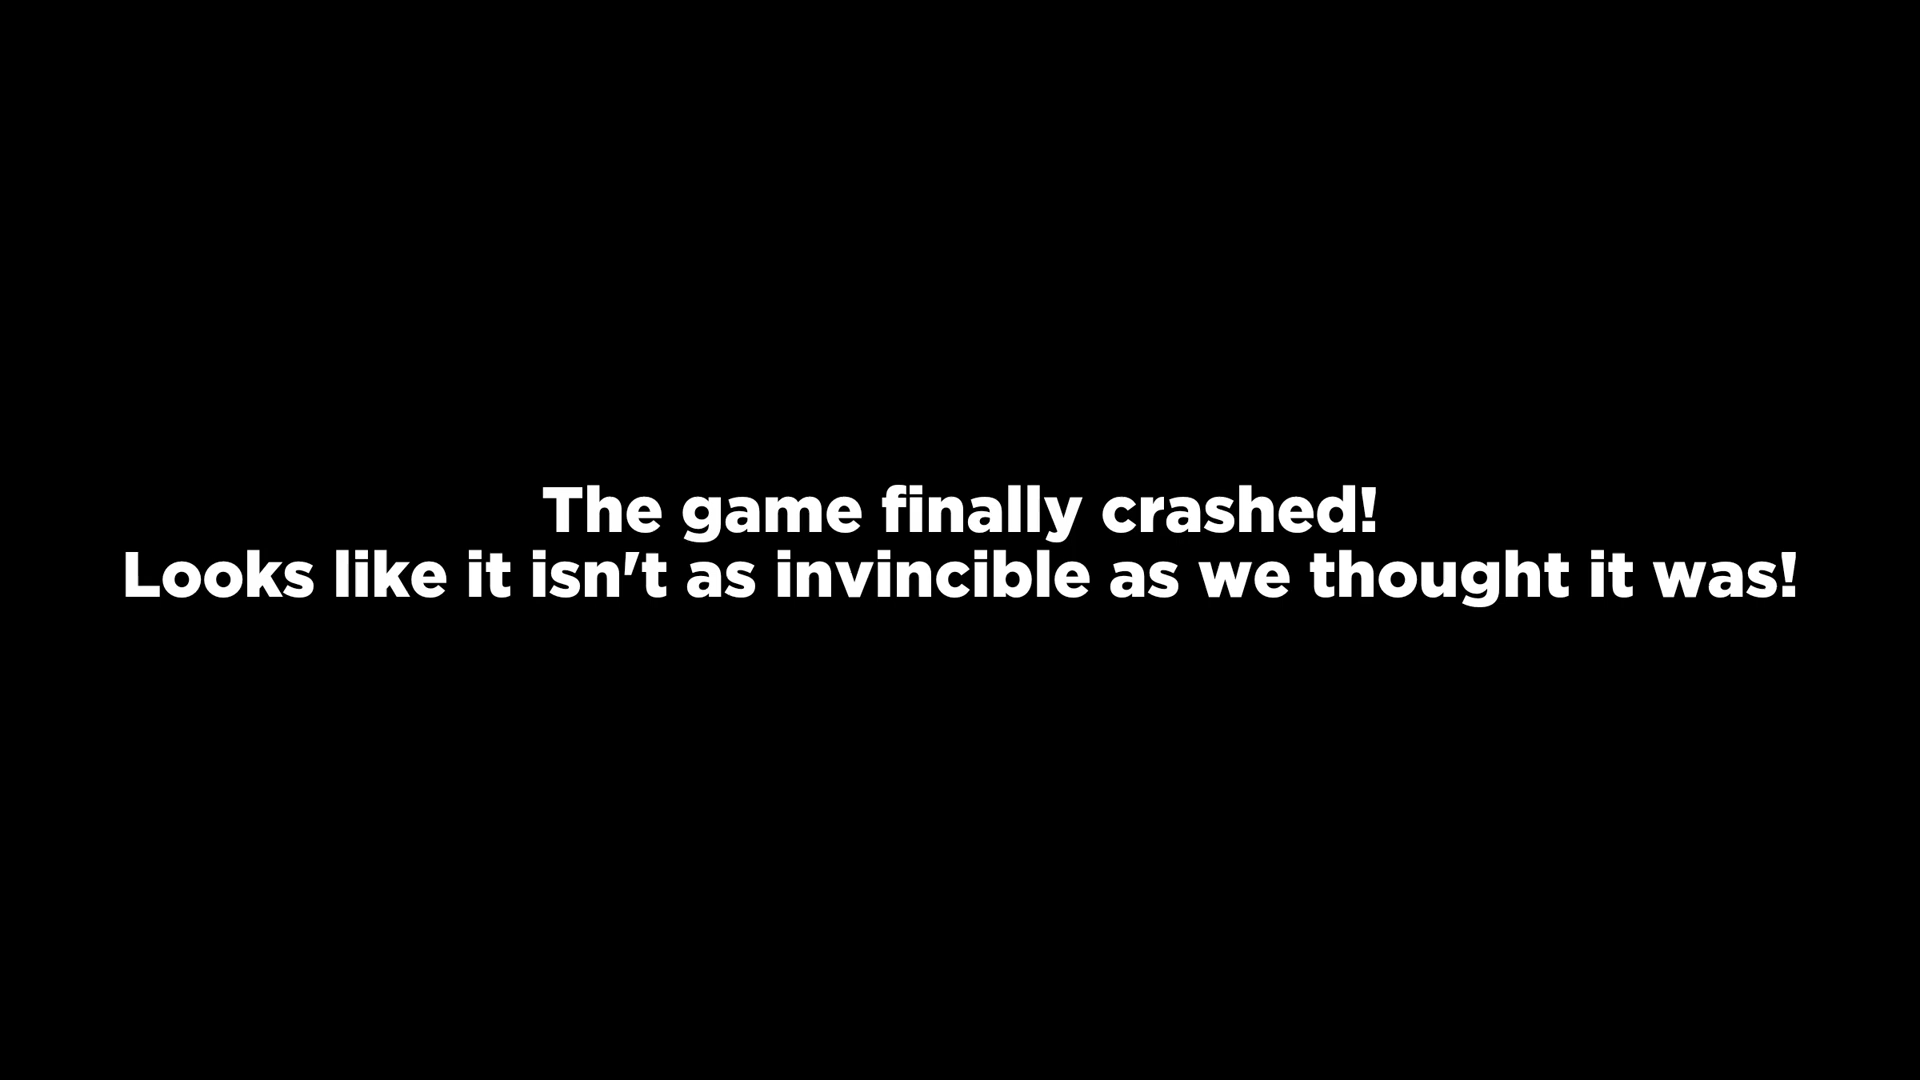 The game finally crashed!
Looks like it isn't as invincible as we thought it was!